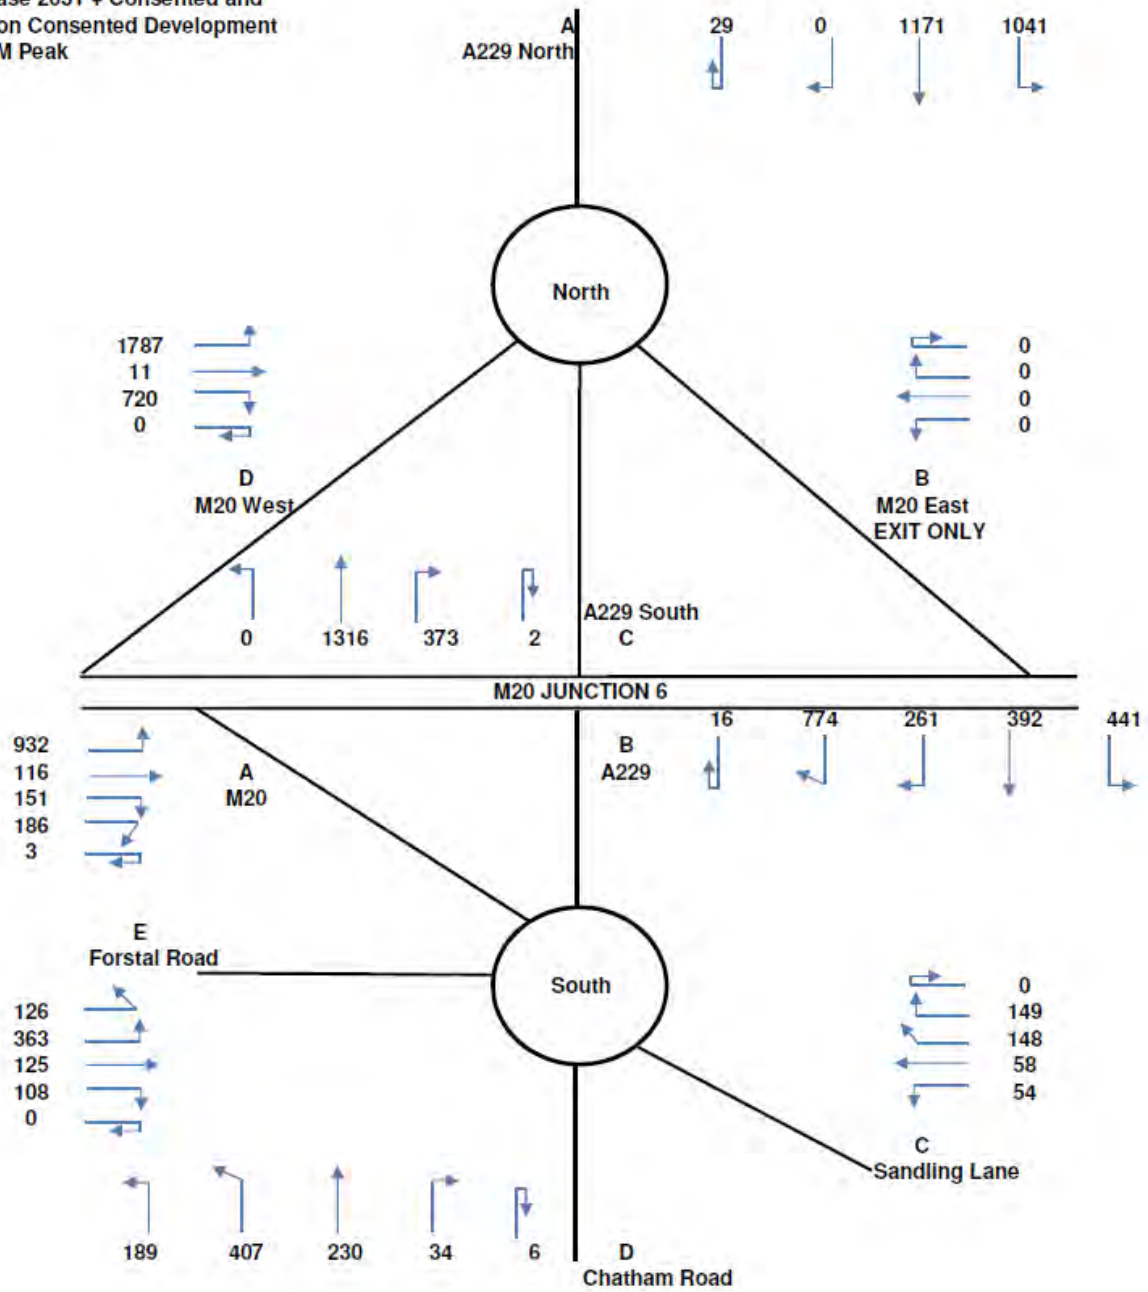 2031 + Consented and
Consented Development
Peak
A 29 0 1171 1041
A229 North
North
1787
11
720
0
0
0
0
0
D
M20 West
B
M20 East
EXIT ONLY
A229 South
0 1316 373 2 C
M20 JUNCTION 6
16 774 261 392 441
932
116
151
186
3
A
M20
B
A229
E
Forstal Road
South
126
363
125
108
0
0
149
148
58
54
C
Sandling Lane
189 407 230 34 6 D
Chatham Road